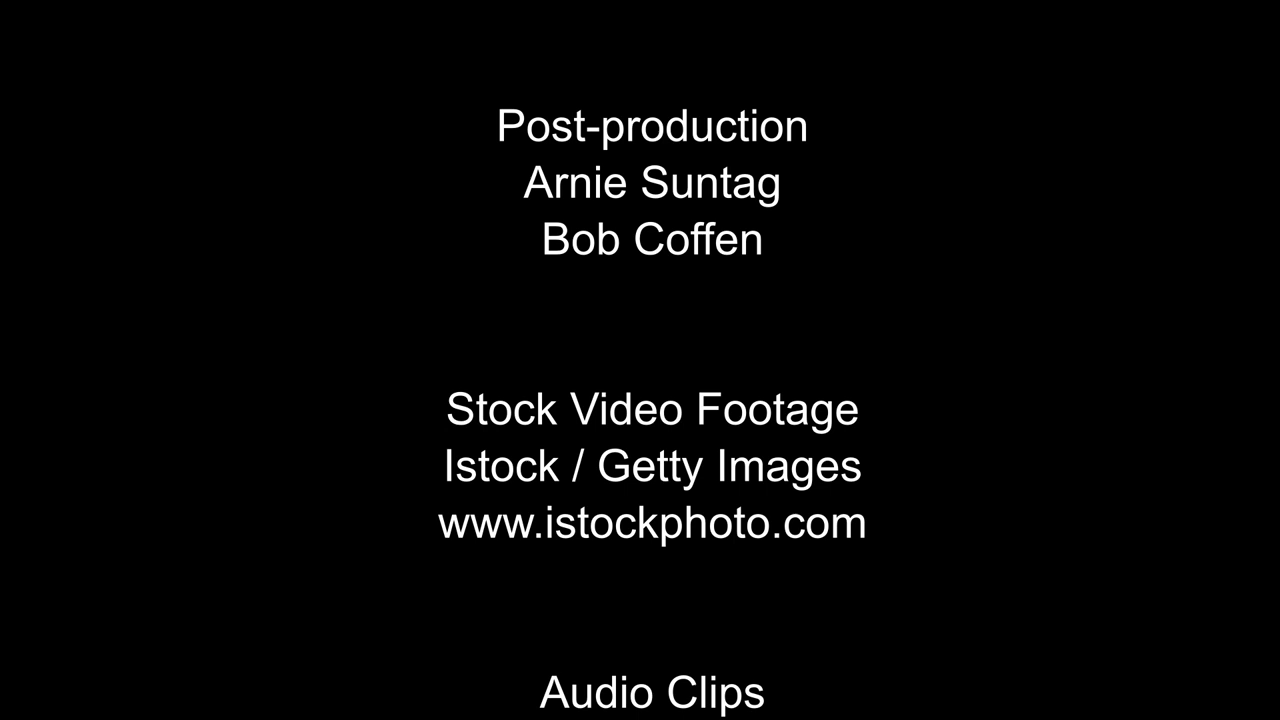 Post-production
Arnie Suntag
Bob Coffen
Stock Video Footage
Istock / Getty Images
www.istockphoto.com
Audio Clips